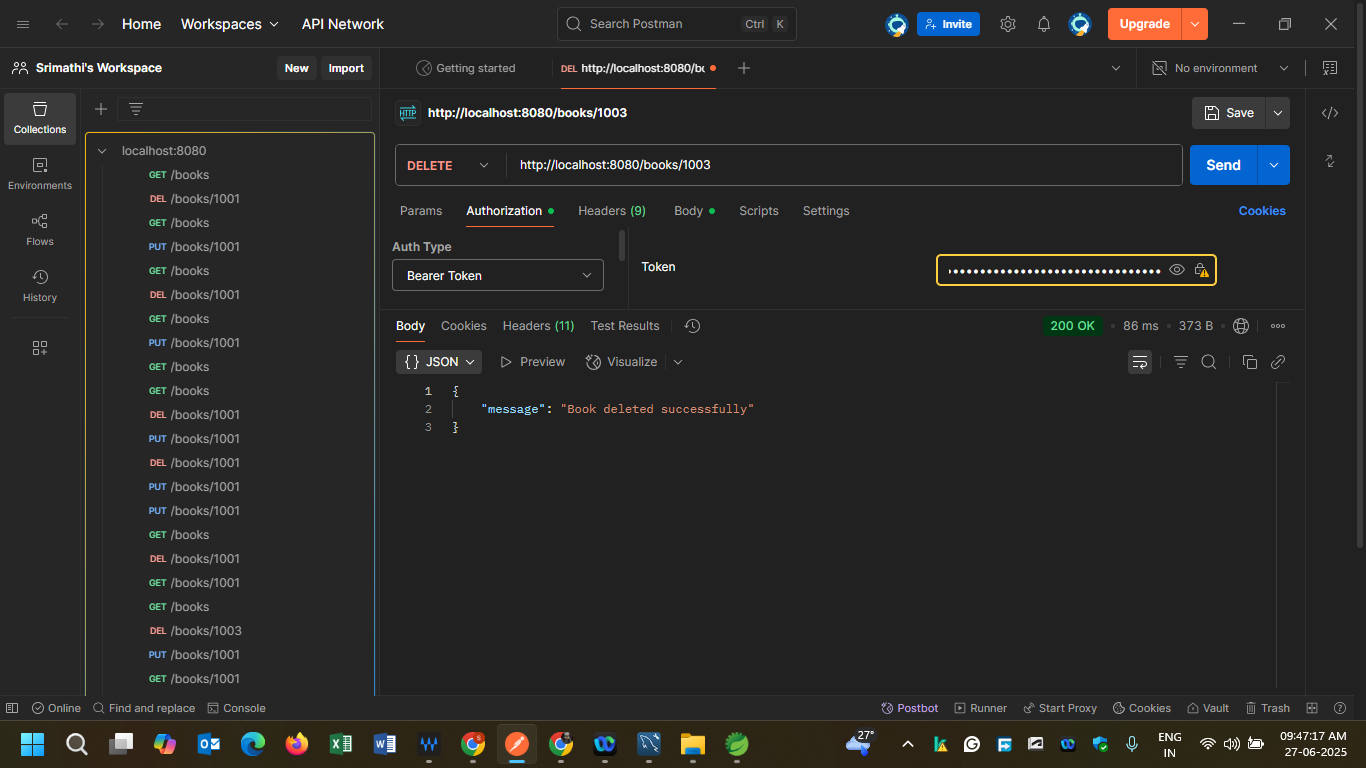 Home Workspaces API Network Search Postman Ctrl K Invite Upgrade
Srimathi's Workspace New Import Getting started DEL http://localhost:8080/bo No environment
Collections
Environments
Flows
History
localhost:8080
GET /books
DEL /books/1001
GET /books
PUT /books/1001
GET /books
DEL /books/1001
GET /books
PUT /books/1001
GET /books
GET /books
DEL /books/1001
PUT /books/1001
DEL /books/1001
PUT /books/1001
PUT /books/1001
GET /books
DEL /books/1001
GET /books/1001
GET /books
DEL /books/1003
PUT /books/1001
GET /books/1001
HTTP http://localhost:8080/books/1003 Save
DELETE http://localhost:8080/books/1003 Send
Params Authorization Headers (9) Body Scripts Settings Cookies
Auth Type
Bearer Token
Token
Body Cookies Headers (11) Test Results 200 OK 86 ms 373 B
{} JSON Preview Visualize
1 {
2 "message": "Book deleted successfully"
3 }
Online Find and replace Console Postbot Runner Start Proxy Cookies Vault Trash
27° ENG IN 09:47:17 AM
27-06-2025